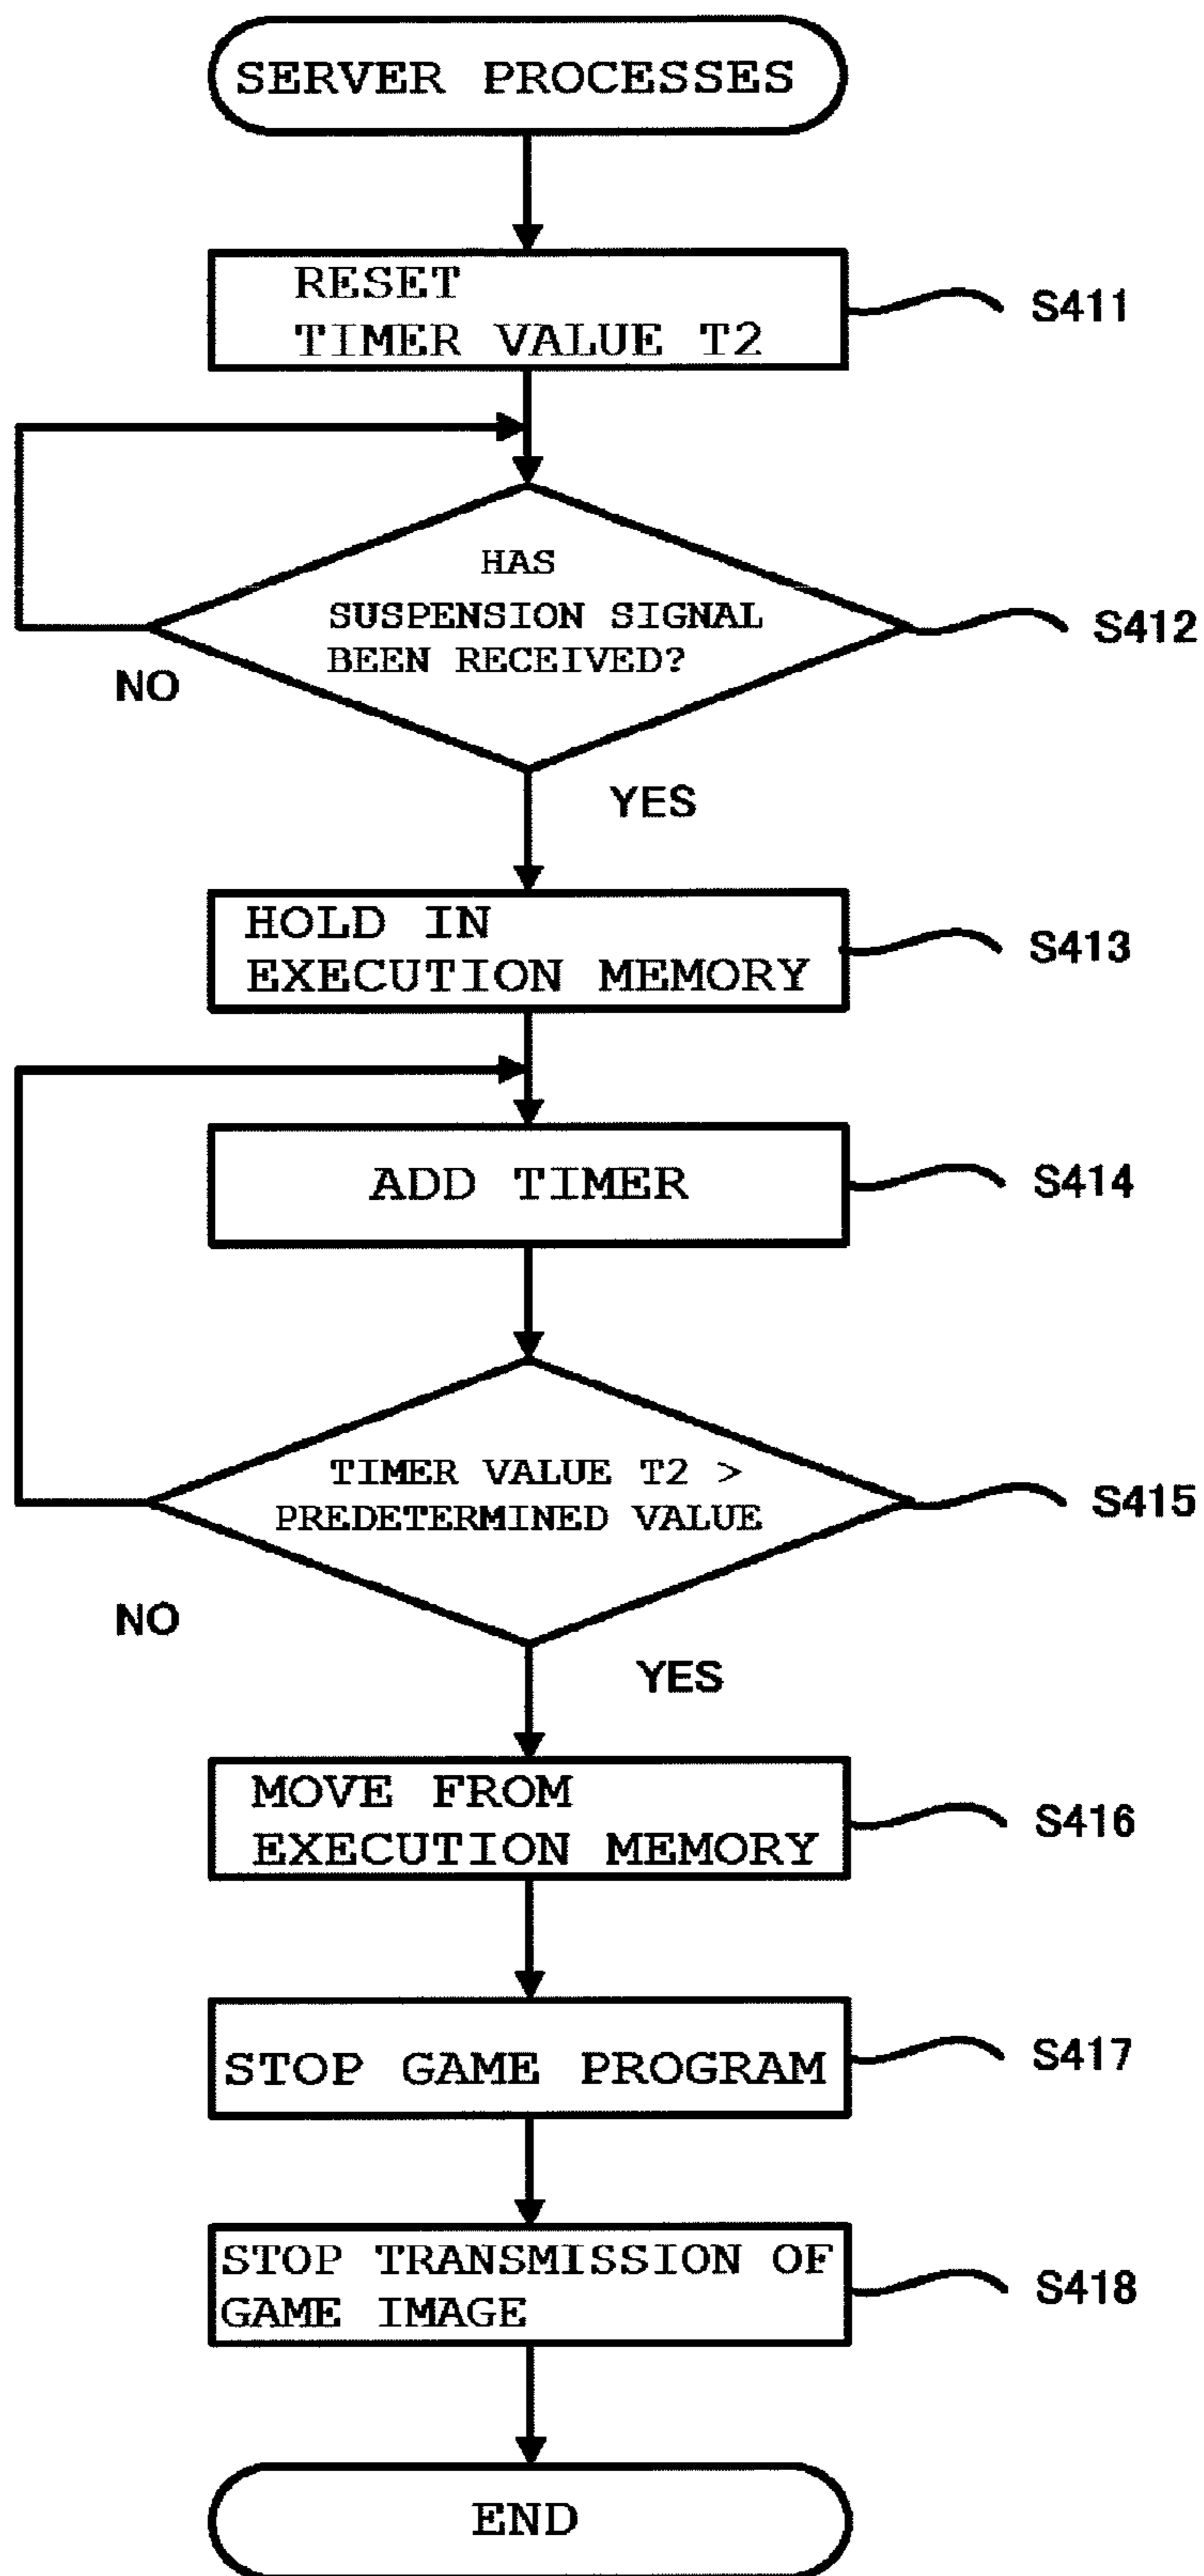 SERVER PROCESSES
RESET
TIMER VALUE T2
S411
HAS
SUSPENSION SIGNAL
BEEN RECEIVED?
S412
NO
YES
HOLD IN
EXECUTION MEMORY
S413
ADD TIMER
S414
TIMER VALUE T2 >
PREDETERMINED VALUE
S415
NO
YES
MOVE FROM
EXECUTION MEMORY
S416
STOP GAME PROGRAM
S417
STOP TRANSMISSION OF
GAME IMAGE
S418
END